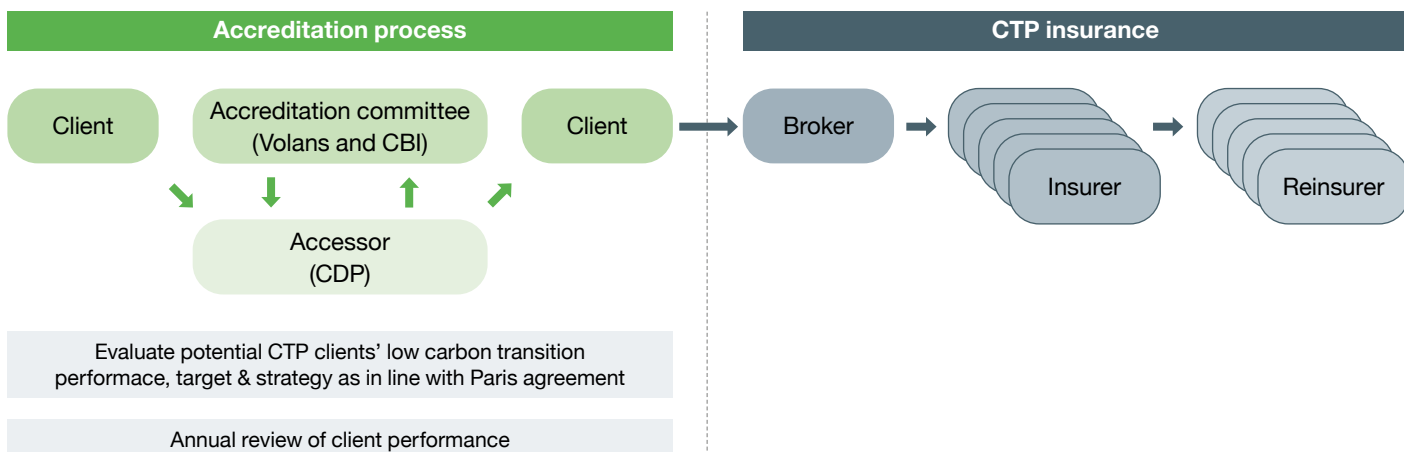 Accreditation process
CTP insurance
Client
Accreditation committee
(Volans and CBI)
Client
Broker
Insurer
Reinsurer
Accessor
(CDP)
Evaluate potential CTP clients’ low carbon transition
performace, target & strategy as in line with Paris agreement
Annual review of client performance